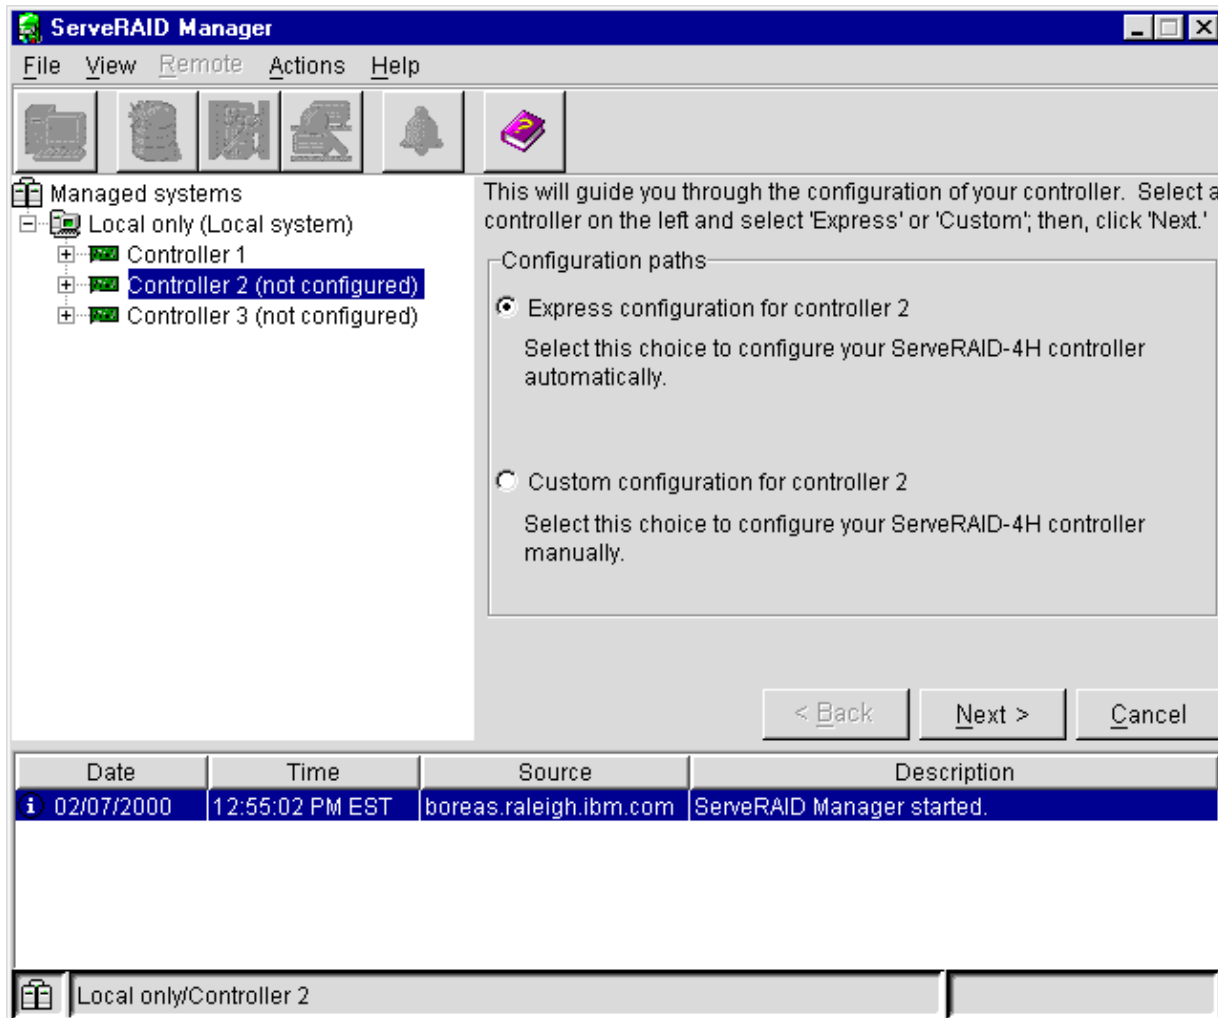 ServeRAID Manager
File View Remote Actions Help
Managed systems
Local only (Local system)
Controller 1
Controller 2 (not configured)
Controller 3 (not configured)
This will guide you through the configuration of your controller. Select a
controller on the left and select 'Express' or 'Custom'; then, click 'Next.'
Configuration paths
Express configuration for controller 2
Select this choice to configure your ServeRAID-4H controller
automatically.
Custom configuration for controller 2
Select this choice to configure your ServeRAID-4H controller
manually.
< Back Next > Cancel
Date Time Source Description
02/07/2000 12:55:02 PM EST boreas.raleigh.ibm.com ServeRAID Manager started.
Local only/Controller 2